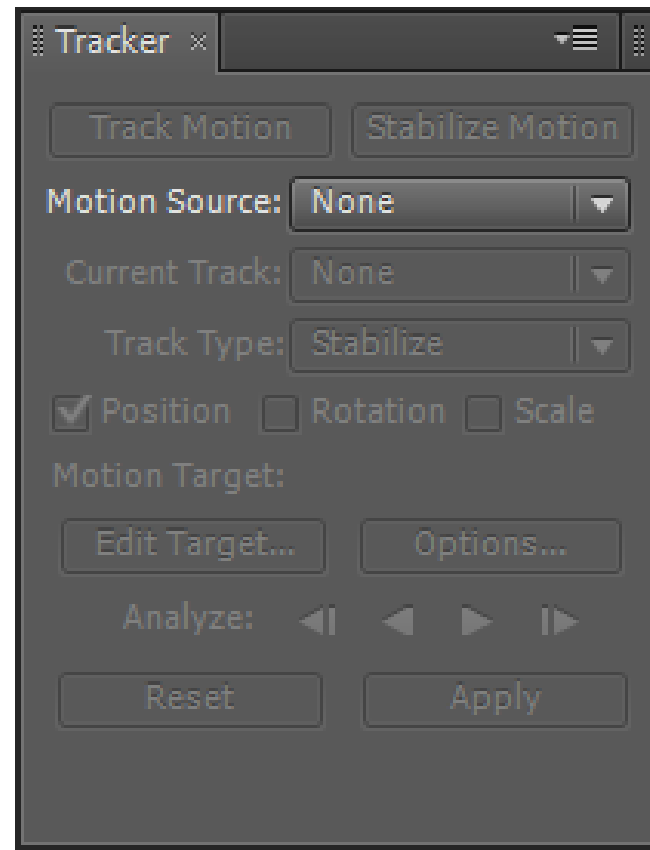 Tracker
Track Motion Stabilize Motion
Motion Source: None
Current Track: None
Track Type: Stabilize
Position Rotation Scale
Motion Target:
Edit Target... Options...
Analyze:
Reset Apply